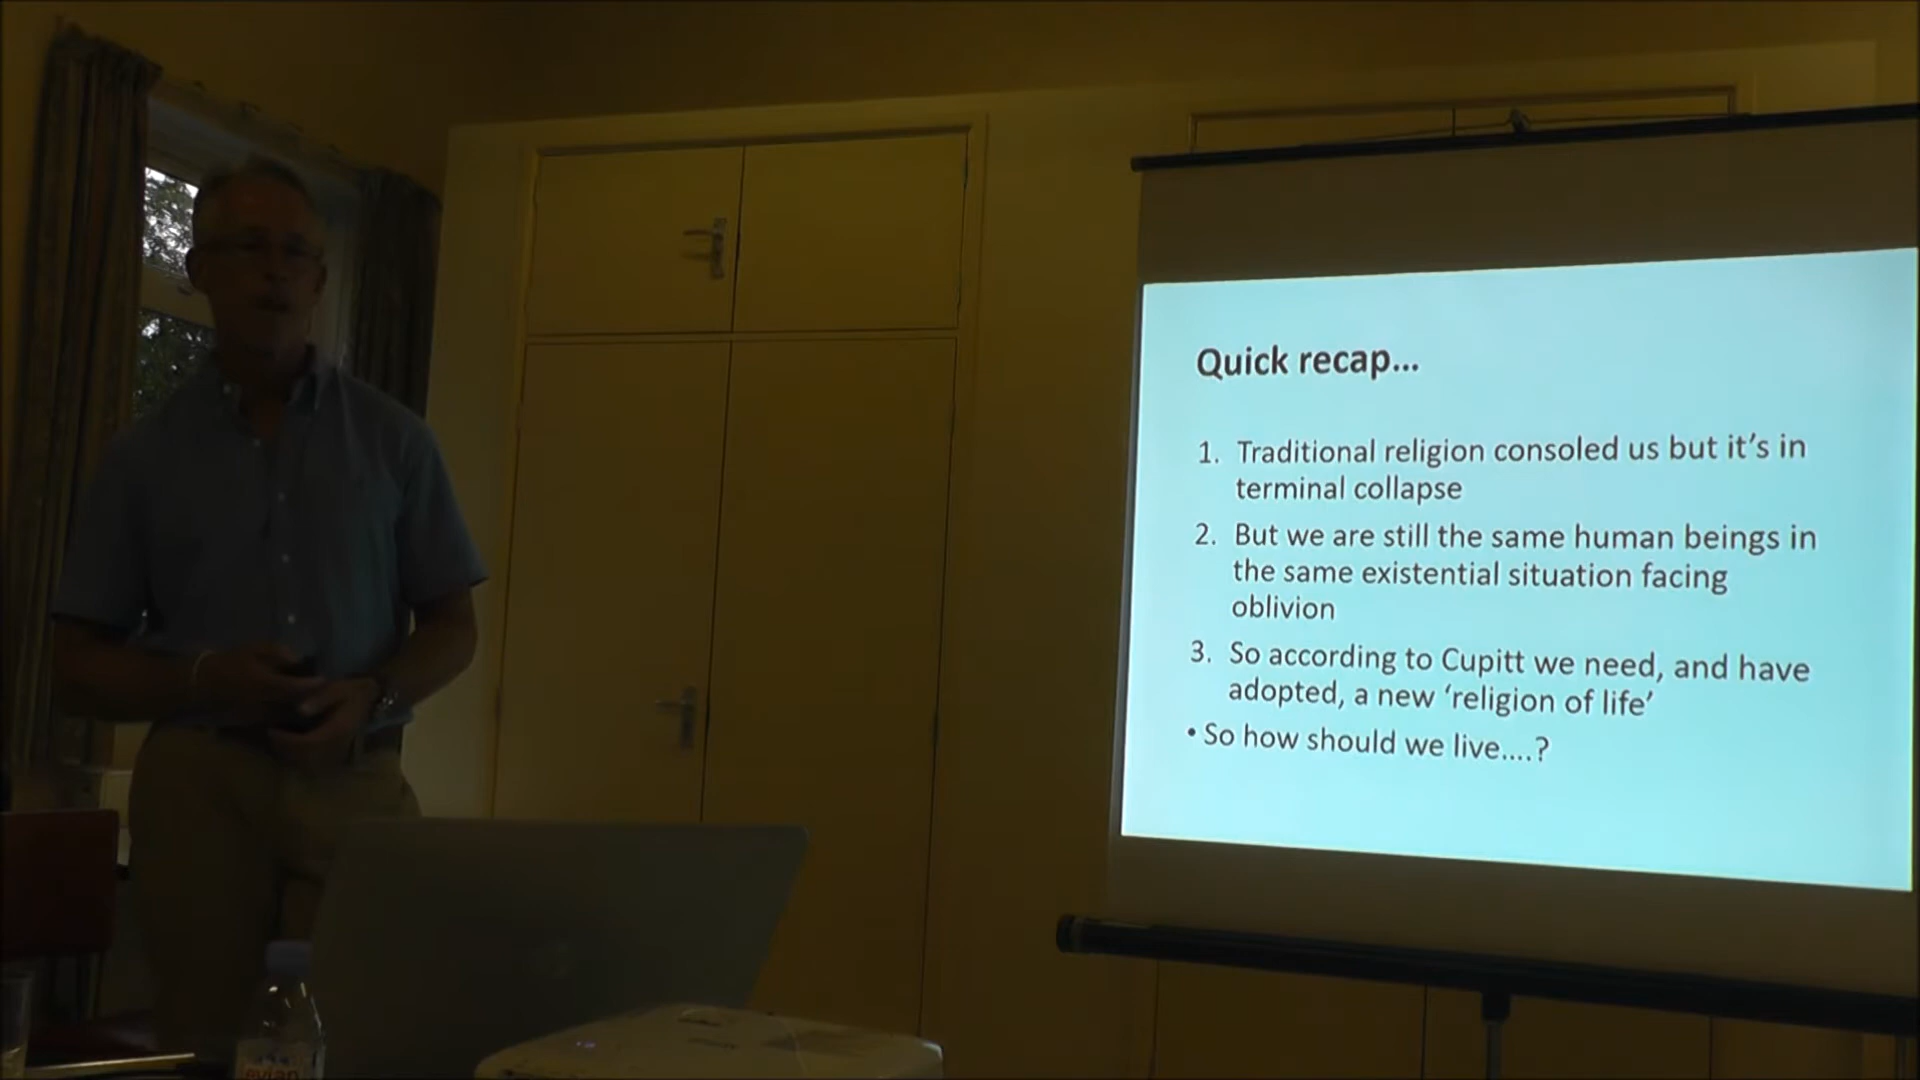 Quick recap...
1. Traditional religion consoled us but it's in
terminal collapse
2. But we are still the same human beings in
the same existential situation facing
oblivion
3. So according to Cupitt we need, and have
adopted, a new ‘religion of life’
• So how should we live....?
evian